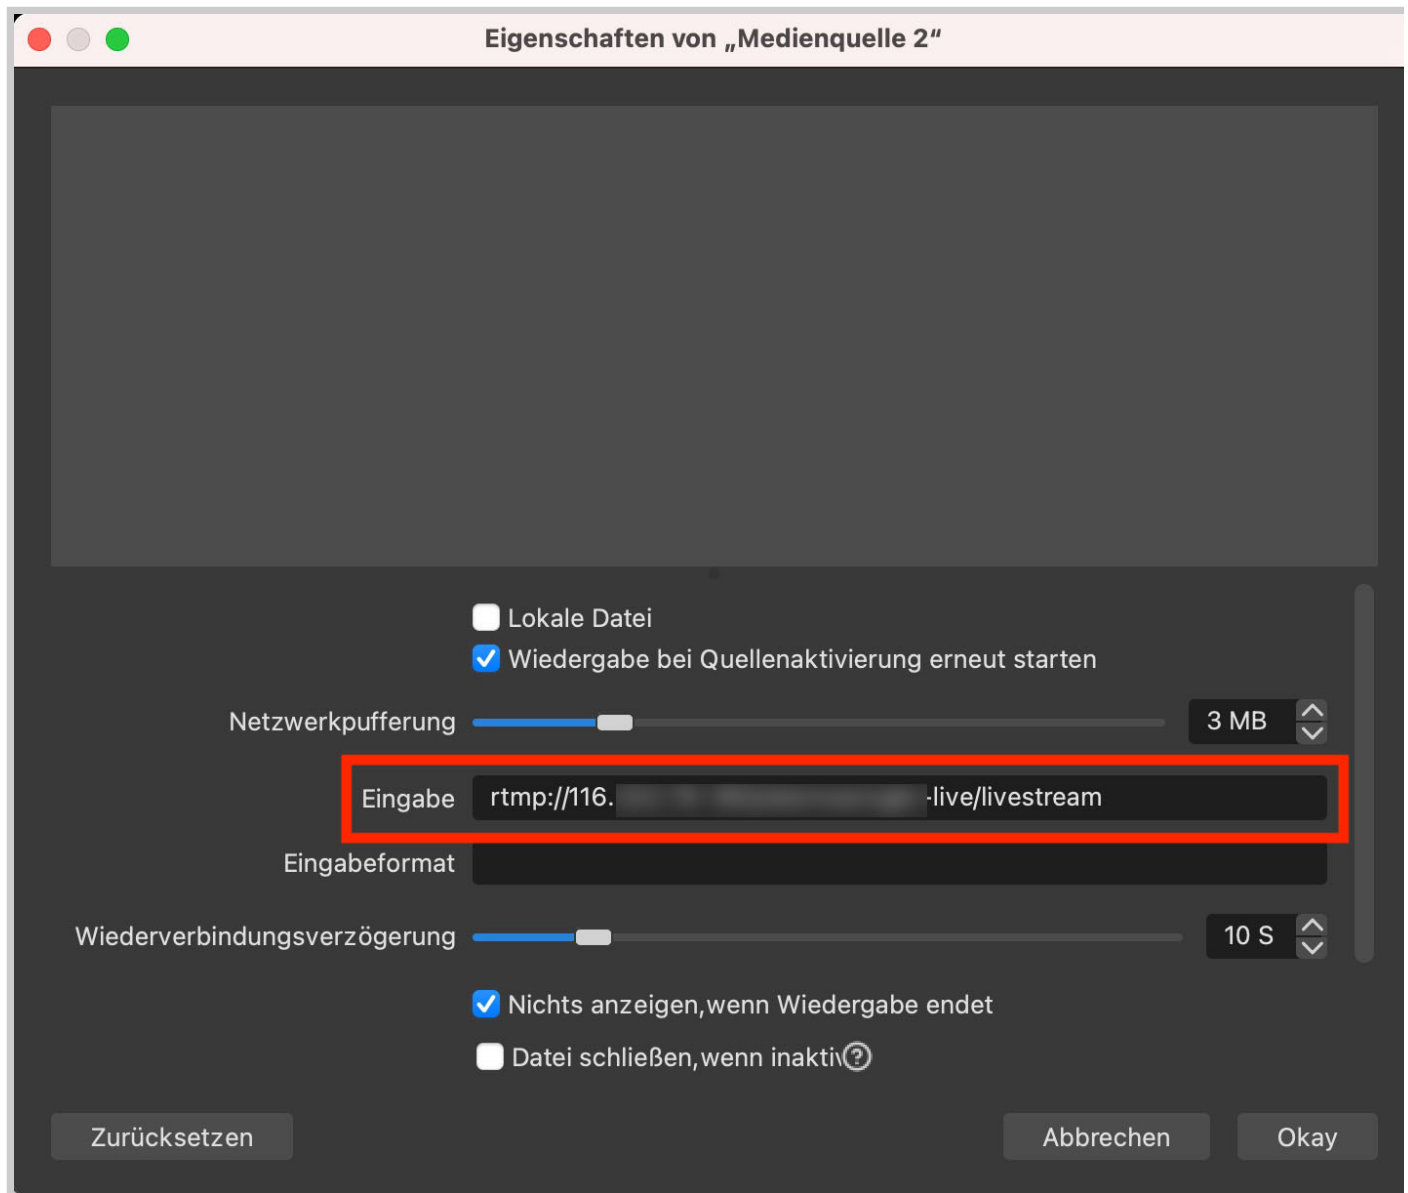 Eigenschaften von „Medienquelle 2“
Lokale Datei
Wiedergabe bei Quellenaktivierung erneut starten
Netzwerkpufferung 3 MB
Eingabe rtmp://116. -live/livestream
Eingabeformat
Wiederverbindungsverzögerung 10 S
Nichts anzeigen,wenn Wiedergabe endet
Datei schließen,wenn ?
Zurücksetzen Abbrechen Okay